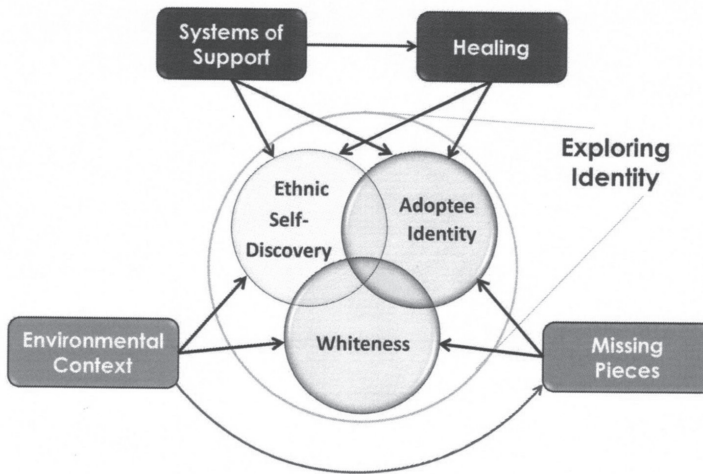 Systems of
Support
Healing
Exploring
Identity
Ethnic
Self-
Discovery
Adoptee
Identity
Whiteness
Environmental
Context
Missing
Pieces